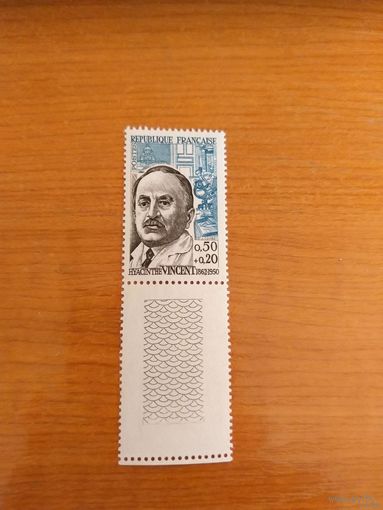 REPUBLIQUE FRANÇAISE
POSTES
0,50
+0,20
HYACINTHE VINCENT 1862-1950